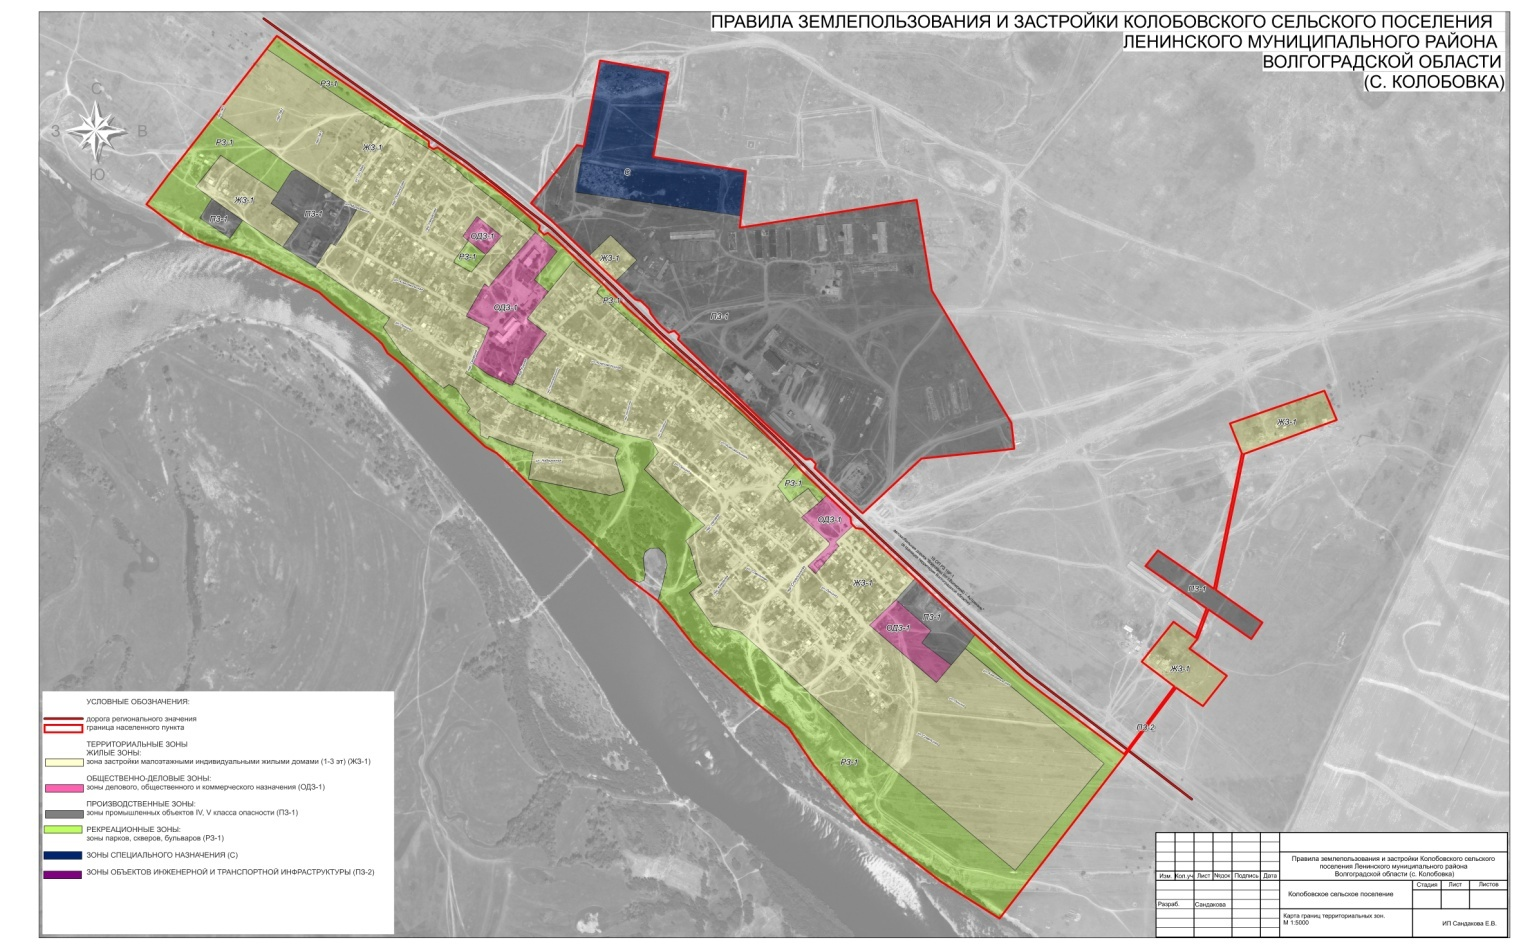 ПРАВИЛА ЗЕМЛЕПОЛЬЗОВАНИЯ И ЗАСТРОЙКИ КОЛОБОВСКОГО СЕЛЬСКОГО ПОСЕЛЕНИЯ
ЛЕНИНСКОГО МУНИЦИПАЛЬНОГО РАЙОНА
ВОЛГОГРАДСКОЙ ОБЛАСТИ
(С. КОЛОБОВКА)
С
З
В
Ю
РЗ-1
РЗ-1
ЖЗ-1
С
ЖЗ-1
ПЗ-1
ПЗ-1
ОДЗ-1
РЗ-1
ЖЗ-1
РЗ-1
ОДЗ-1
ПЗ-1
ЖЗ-1
РЗ-1
ОДЗ-1
ЖЗ-1
ПЗ-1
ПЗ-1
ОДЗ-1
ЖЗ-1
ПЗ-2
РЗ-1
УСЛОВНЫЕ ОБОЗНАЧЕНИЯ:
дорога регионального значения
граница населенного пункта
ТЕРРИТОРИАЛЬНЫЕ ЗОНЫ
ЖИЛЫЕ ЗОНЫ:
зона застройки малоэтажными индивидуальными жилыми домами (1-3 эт) (ЖЗ-1)
ОБЩЕСТВЕННО-ДЕЛОВЫЕ ЗОНЫ:
зоны делового, общественного и коммерческого назначения (ОДЗ-1)
ПРОИЗВОДСТВЕННЫЕ ЗОНЫ:
зоны промышленных объектов IV, V класса опасности (ПЗ-1)
РЕКРЕАЦИОННЫЕ ЗОНЫ:
зоны парков, скверов, бульваров (РЗ-1)
ЗОНЫ СПЕЦИАЛЬНОГО НАЗНАЧЕНИЯ (С)
ЗОНЫ ОБЪЕКТОВ ИНЖЕНЕРНОЙ И ТРАНСПОРТНОЙ ИНФРАСТРУКТУРЫ (ПЗ-2)
Правила землепользования и застройки Колобовского сельского
поселения Ленинского муниципального района
Волгоградской области (с. Колобовка)
Изм. Кол.уч Лист №док Подпись Дата
Колобовское сельское поселение
Стадия Лист Листов
Разраб. Сандакова
Карта границ территориальных зон.
М 1:5000
ИП Сандакова Е.В.